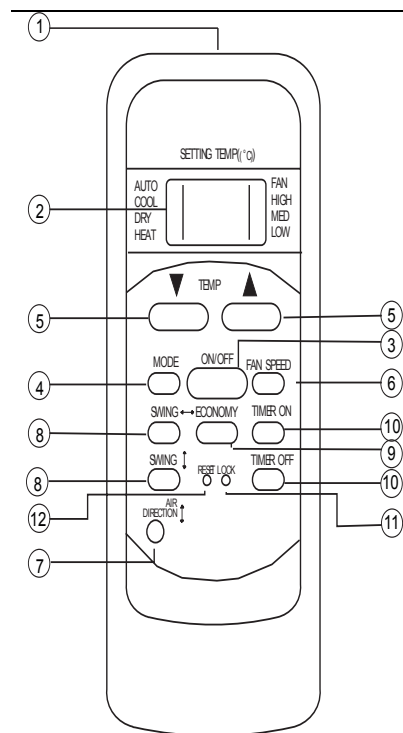 1
SETTING TEMP((°C)
AUTO
COOL
DRY
HEAT
FAN
HIGH
MED
LOW
2
▼ TEMP ▲
5
5
3
MODE
ON/OFF
FAN SPEED
4
6
SWING ↔ ECONOMY
TIMER ON
8
10
9
SWING ↕
RESET LOCK
TIMER OFF
8
10
12
11
AIR
DIRECTION ↕
7